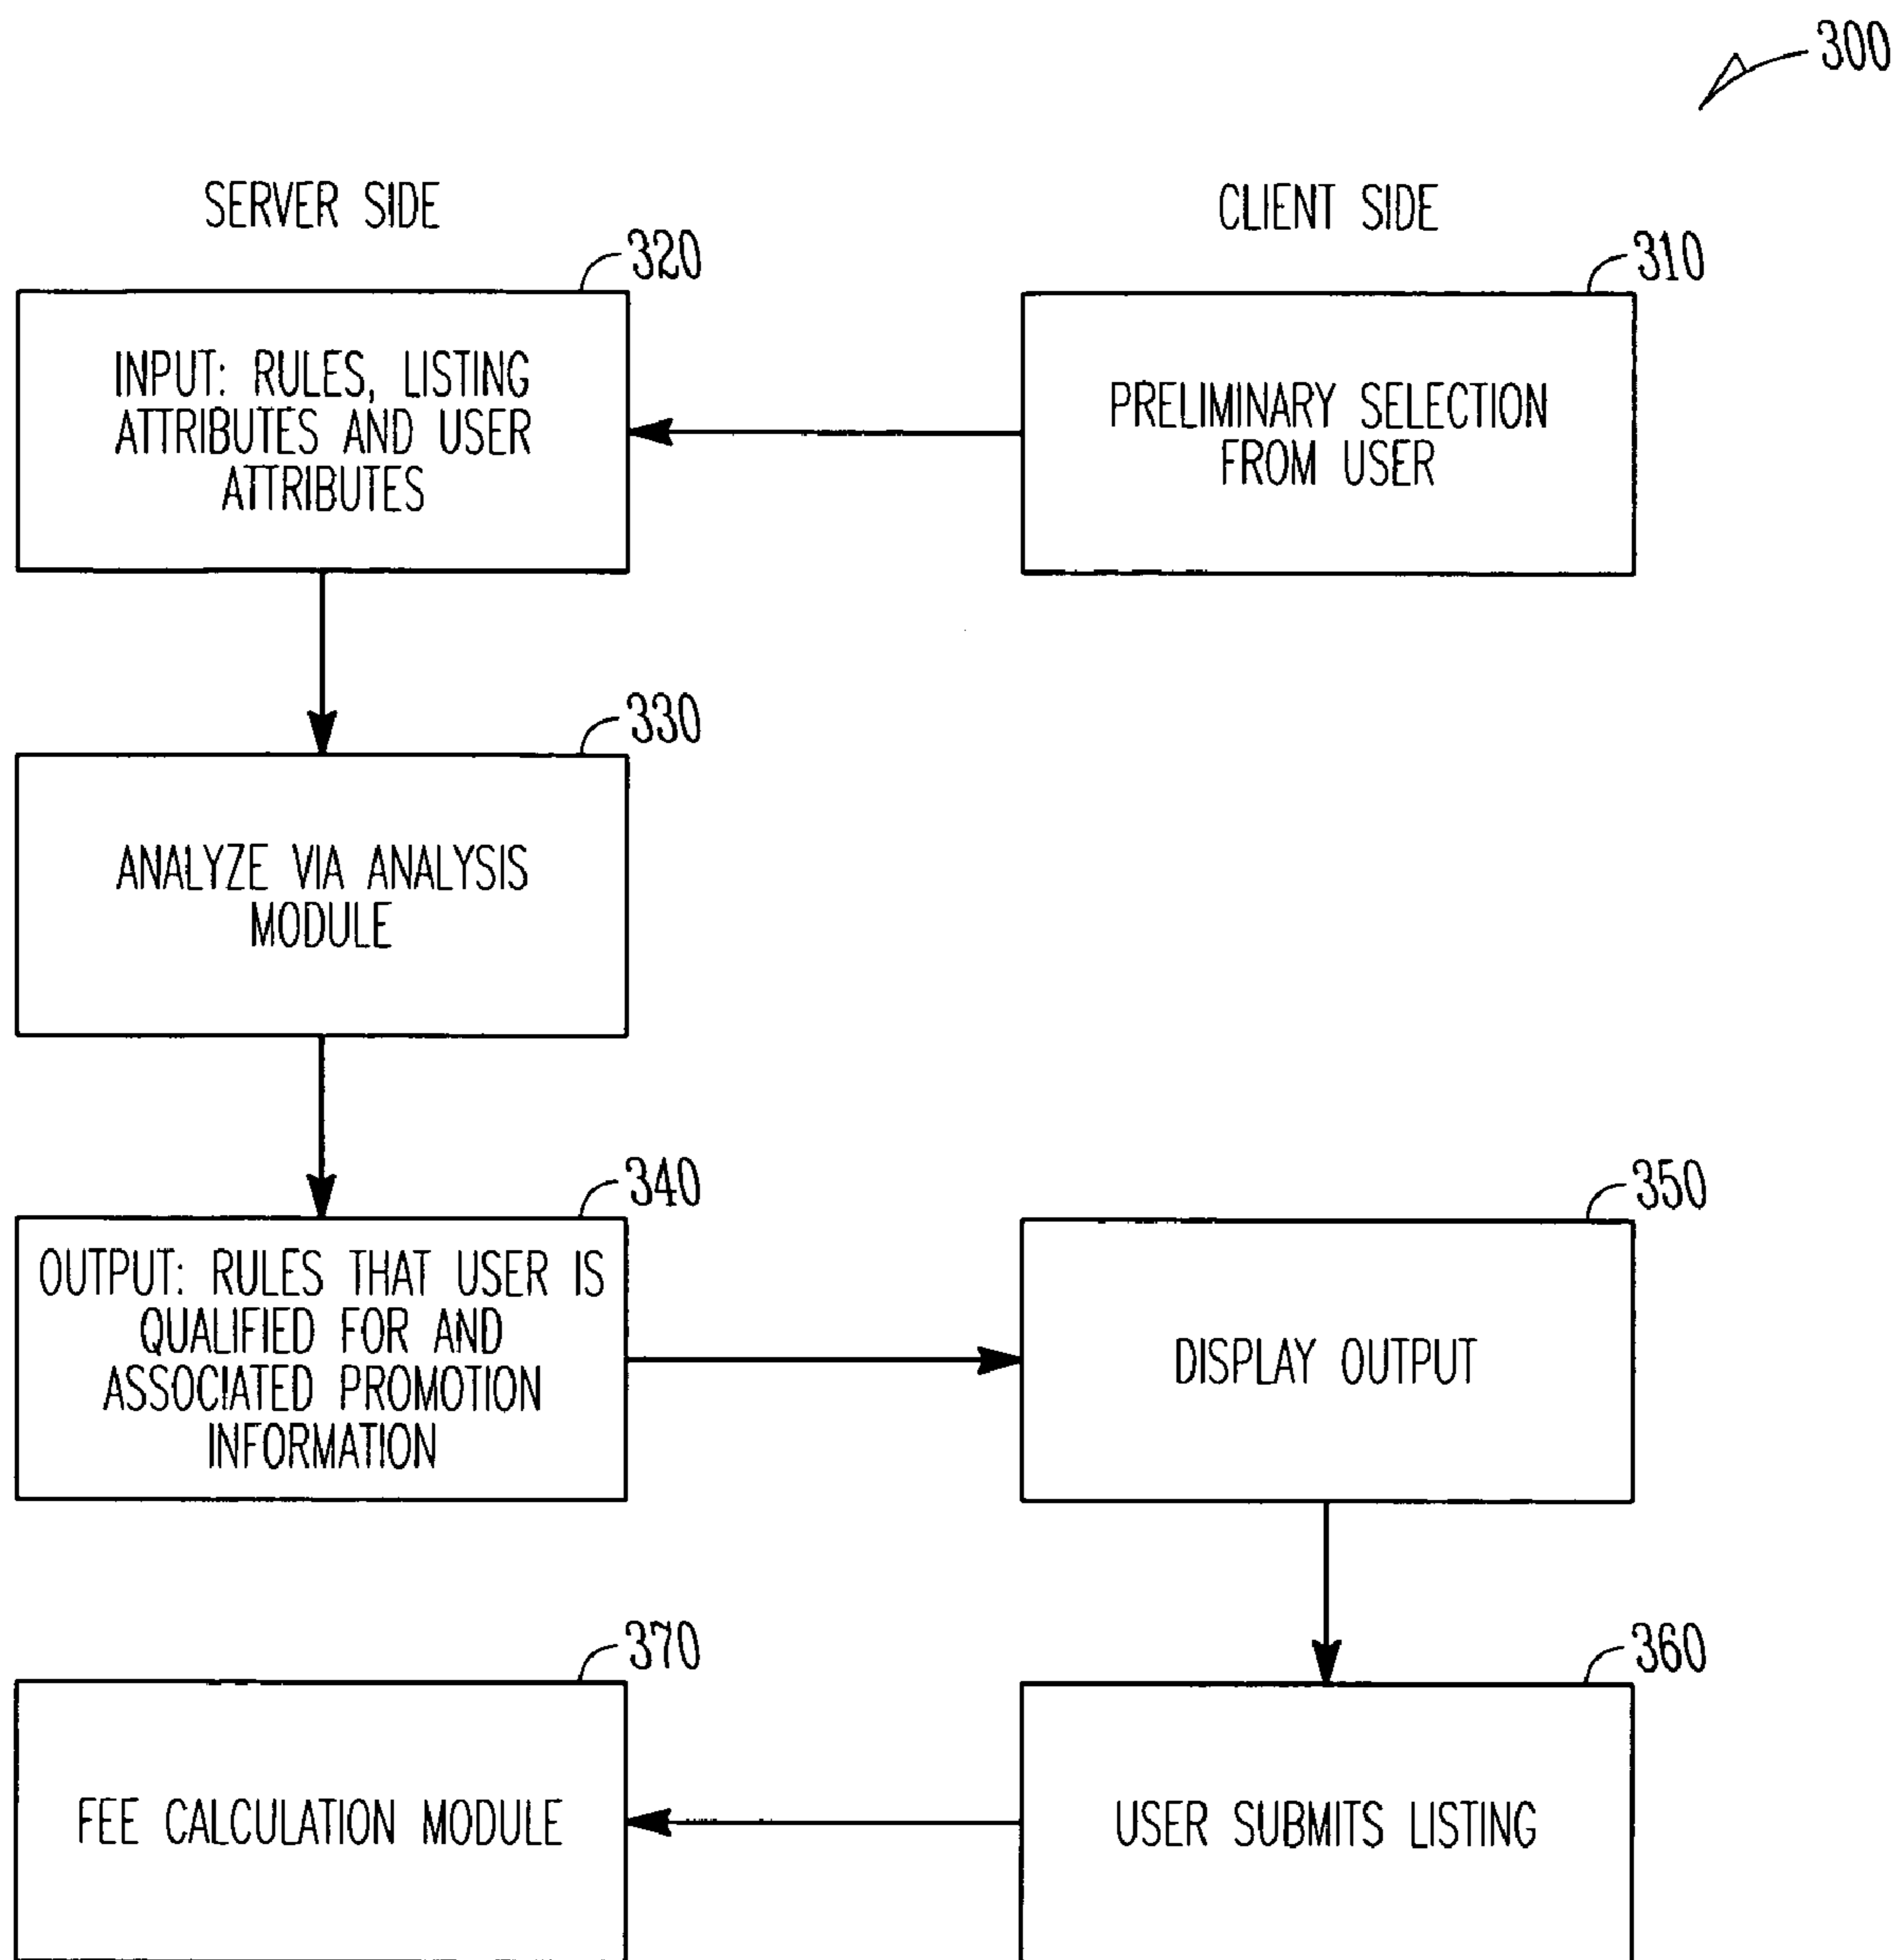 300
SERVER SIDE
CLIENT SIDE
320
310
INPUT: RULES, LISTING
ATTRIBUTES AND USER
ATTRIBUTES
PRELIMINARY SELECTION
FROM USER
330
ANALYZE VIA ANALYSIS
MODULE
340
350
OUTPUT: RULES THAT USER IS
QUALIFIED FOR AND
ASSOCIATED PROMOTION
INFORMATION
DISPLAY OUTPUT
370
360
FEE CALCULATION MODULE
USER SUBMITS LISTING